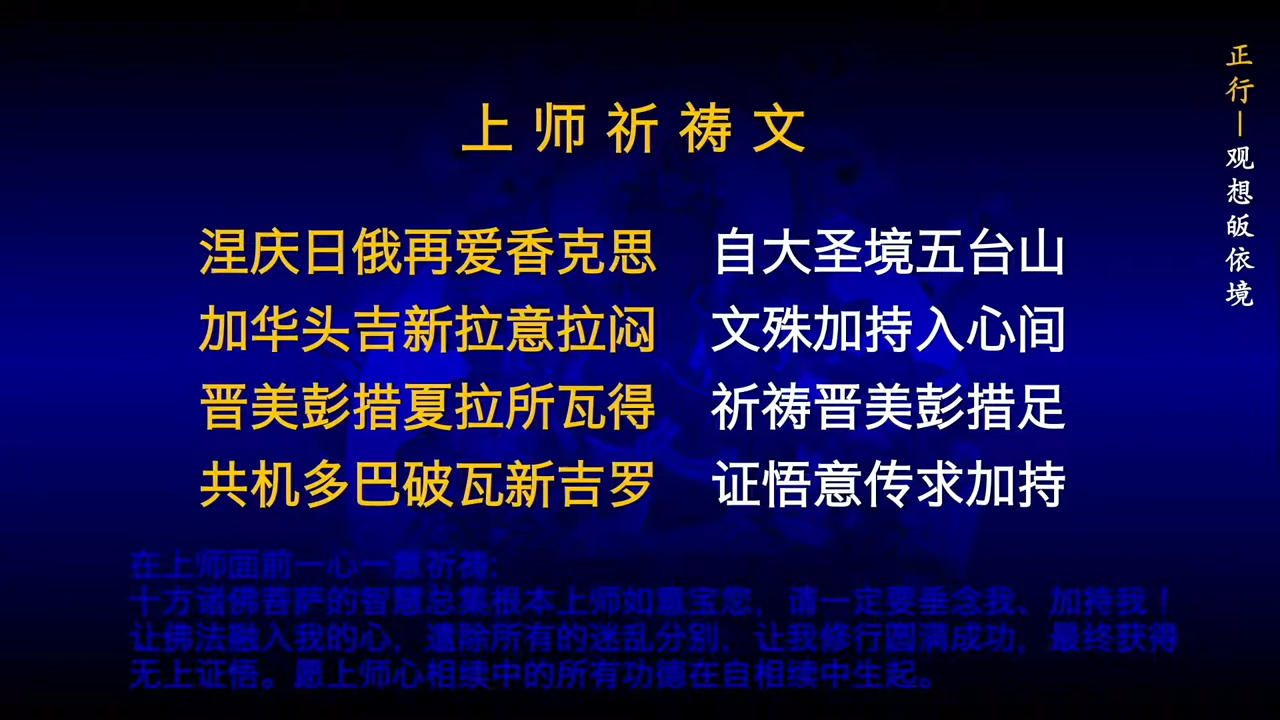 上师祈祷文
涅庆日俄再爱香克思 自大圣境五台山
加华头吉新拉意拉闷 文殊加持入心间
晋美彭措夏拉所瓦得 祈祷晋美彭措足
共机多巴破瓦新吉罗 证悟意传求加持
在上师面前一心一意祈祷:
十方诸佛菩萨的智慧总集根本上师如意宝您，请一定要垂念我、加持我！
让佛法融入我的心，遣除所有的迷乱分别，让我修行圆满成功，最终获得
无上证悟。愿上师心相续中的所有功德在自相续中生起。
正行—观想皈依境